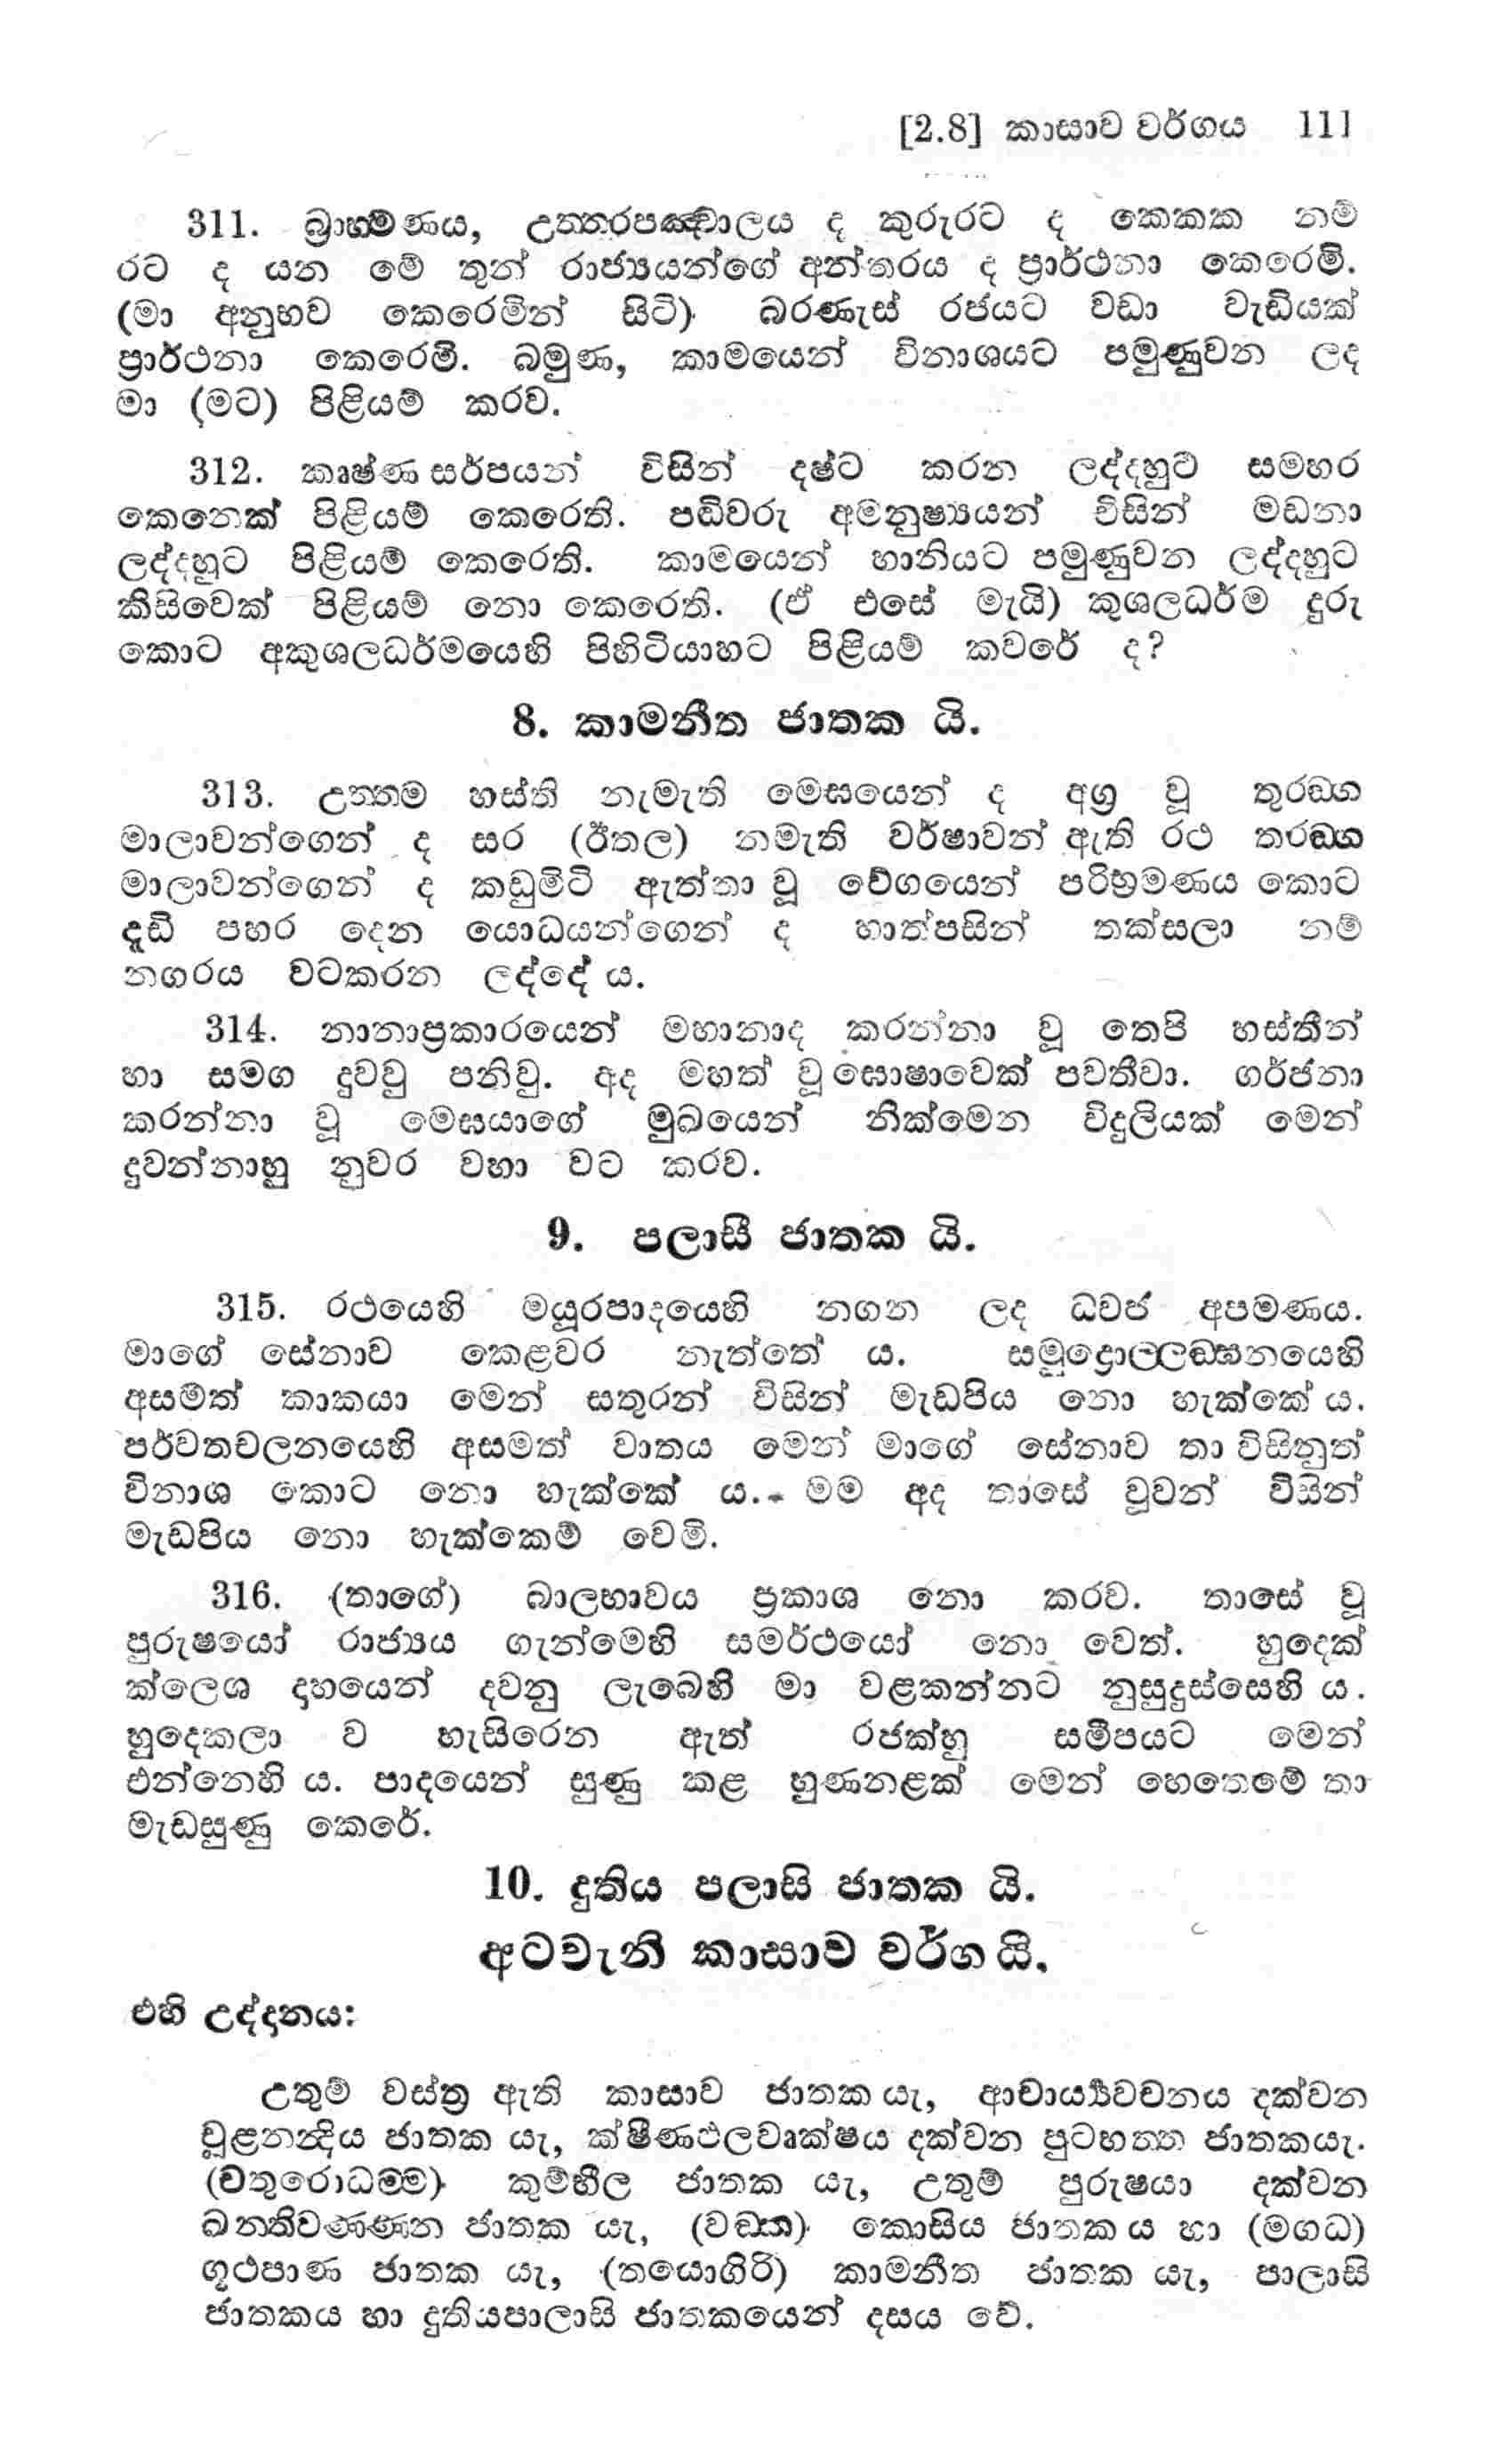 [2.8] කාසාව වර්ගය 111
311. බ්‍රාහ්මණය, උත්තරපඤ්චාලය ද කුරුරට ද කෙකක නම්
රට ද යන මේ තුන් රාජ්‍යයන්ගේ අන්තරය ද ප්‍රාර්ථනා කෙරෙමි.
(මා අනුභව කෙරෙමින් සිටි) බරණැස් රජයට වඩා වැඩියක්
ප්‍රාර්ථනා කෙරෙමි. බමුණ, කාමයෙන් විනාශයට පමුණුවන ලද
මා (මට) පිළියම් කරව.
312. කෘෂ්ණ සර්පයන් විසින් දෂ්ට කරන ලද්දහුට සමහර
කෙනෙක් පිළියම් කෙරෙති. පඬිවරු අමනුෂ්‍යයන් විසින් මඩනා
ලද්දහුට පිළියම් කෙරෙති. කාමයෙන් හානියට පමුණුවන ලද්දහුට
කිසිවෙක් පිළියම් නො කෙරෙති. (ඒ එසේ මැයි) කුශලධර්ම දුරු
කොට අකුශලධර්මයෙහි පිහිටියාහට පිළියම් කවරේ ද?
8. කාමනීත ජාතක යි.
313. උත්තම හස්ති නැමැති මෙඝයෙන් ද අග්‍ර වූ තුරඞ්ග
මාලාවන්ගෙන් ද සර (ඊතල) නමැති වර්ෂාවන් ඇති රථ තරඞ්ග
මාලාවන්ගෙන් ද කඩුමිටි ඇත්තා වූ වේගයෙන් පරිභ්‍රමණය කොට
දැඩි පහර දෙන යොධයන්ගෙන් ද හාත්පසින් තක්සලා නම්
නගරය වටකරන ලද්දේ ය.
314. නානාප්‍රකාරයෙන් මහානාද කරන්නා වූ තෙපි හස්තීන්
හා සමග දුවවු පනිවු. අද මහත් වූ ඝොෂාවෙක් පවතීවා. ගර්ජනා
කරන්නා වූ මෙඝයාගේ මුඛයෙන් නික්මෙන විදුලියක් මෙන්
දුවන්නාහු නුවර වහා වට කරව.
9. පලාසී ජාතක යි.
315. රථයෙහි මයූරපාදයෙහි නගන ලද ධවජ අපමණය.
මාගේ සේනාව කෙළවර නැත්තේ ය. සමුද්‍රොල්ලඞ්ඝනයෙහි
අසමත් කාකයා මෙන් සතුරන් විසින් මැඩපිය නො හැක්කේ ය.
පර්වතචලනයෙහි අසමත් වාතය මෙන් මාගේ සේනාව තා විසිනුත්
විනාශ කොට නො හැක්කේ ය. මම අද තාසේ වූවන් විසින්
මැඩපිය නො හැක්කෙම් වෙමි.
316. (තාගේ) බාලභාවය ප්‍රකාශ නො කරව. තාසේ වූ
පුරුෂයෝ රාජ්‍යය ගැන්මෙහි සමර්ථයෝ නො වෙත්. හුදෙක්
ක්ලෙශ දාහයෙන් දවනු ලැබෙහි මා වළකන්නට නුසුදුස්සෙහි ය.
හුදෙකලා ව හැසිරෙන ඇත් රජක්හු සමීපයට මෙන්
එන්නෙහි ය. පාදයෙන් සුණු කළ හුණනළක් මෙන් හෙතෙමේ තා
මැඩසුණු කෙරේ.
10. දුතිය පලාසි ජාතක යි.
අටවැනි කාසාව වර්ග යි.
එහි උද්දානය:
උතුම් වස්ත්‍ර ඇති කාසාව ජාතක යැ, ආචාර්‍ය්‍යවචනය දක්වන
චූළනන්දිය ජාතක යැ, ක්ෂීණඵලවෘක්ෂය දක්වන පුටභත්ත ජාතකයැ.
(චතුරොධම්ම) කුම්භීල ජාතක යැ, උතුම් පුරුෂයා දක්වන
ඛන්තිවණ්ණන ජාතක යැ, (වඞ්ක) කොසිය ජාතක ය හා (මගධ)
ගූථපාණ ජාතක යැ, (තයොගිරි) කාමනීත ජාතක යැ, පාලාසි
ජාතකය හා දුතියපාලාසි ජාතකයෙන් දසය වේ.